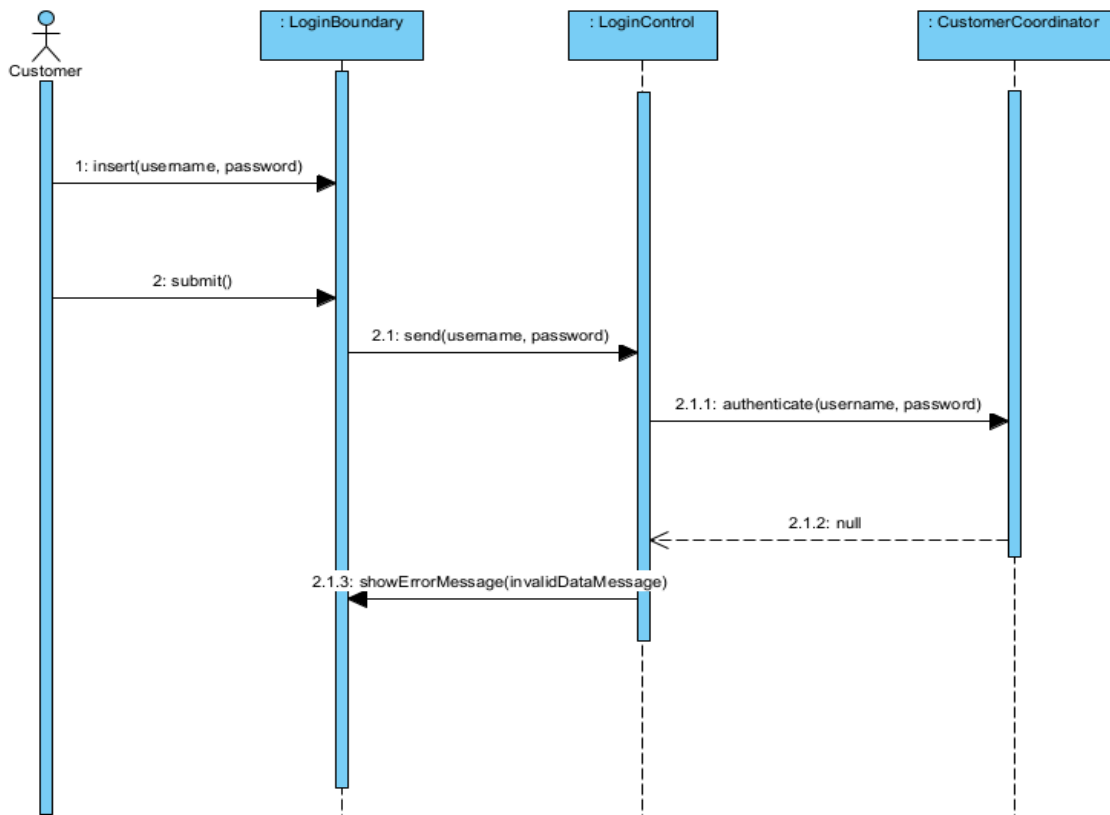 : LoginBoundary
: LoginControl
: CustomerCoordinator
Customer
1: insert(username, password)
2: submit()
2.1: send(username, password)
2.1.1: authenticate(username, password)
2.1.2: null
2.1.3: showErrorMessage(invalidDataMessage)